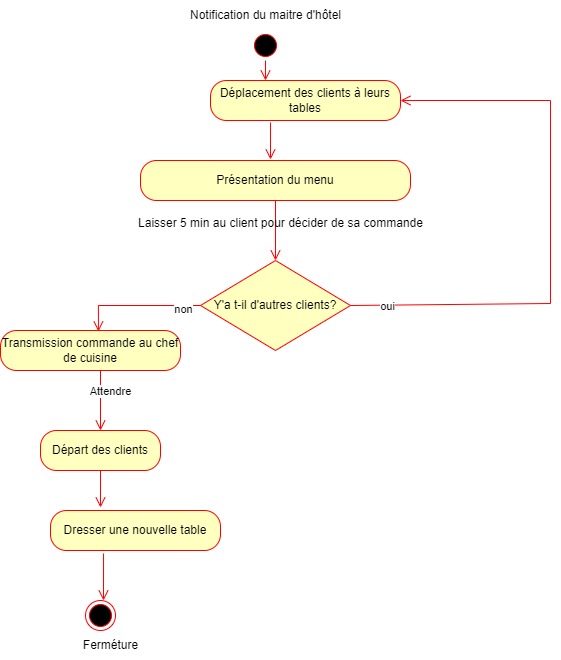 Notification du maitre d'hôtel
Déplacement des clients à leurs
tables
Présentation du menu
Laisser 5 min au client pour décider de sa commande
Y'a t-il d'autres clients?
non
oui
Transmission commande au chef
de cuisine
Attendre
Départ des clients
Dresser une nouvelle table
Ferméture